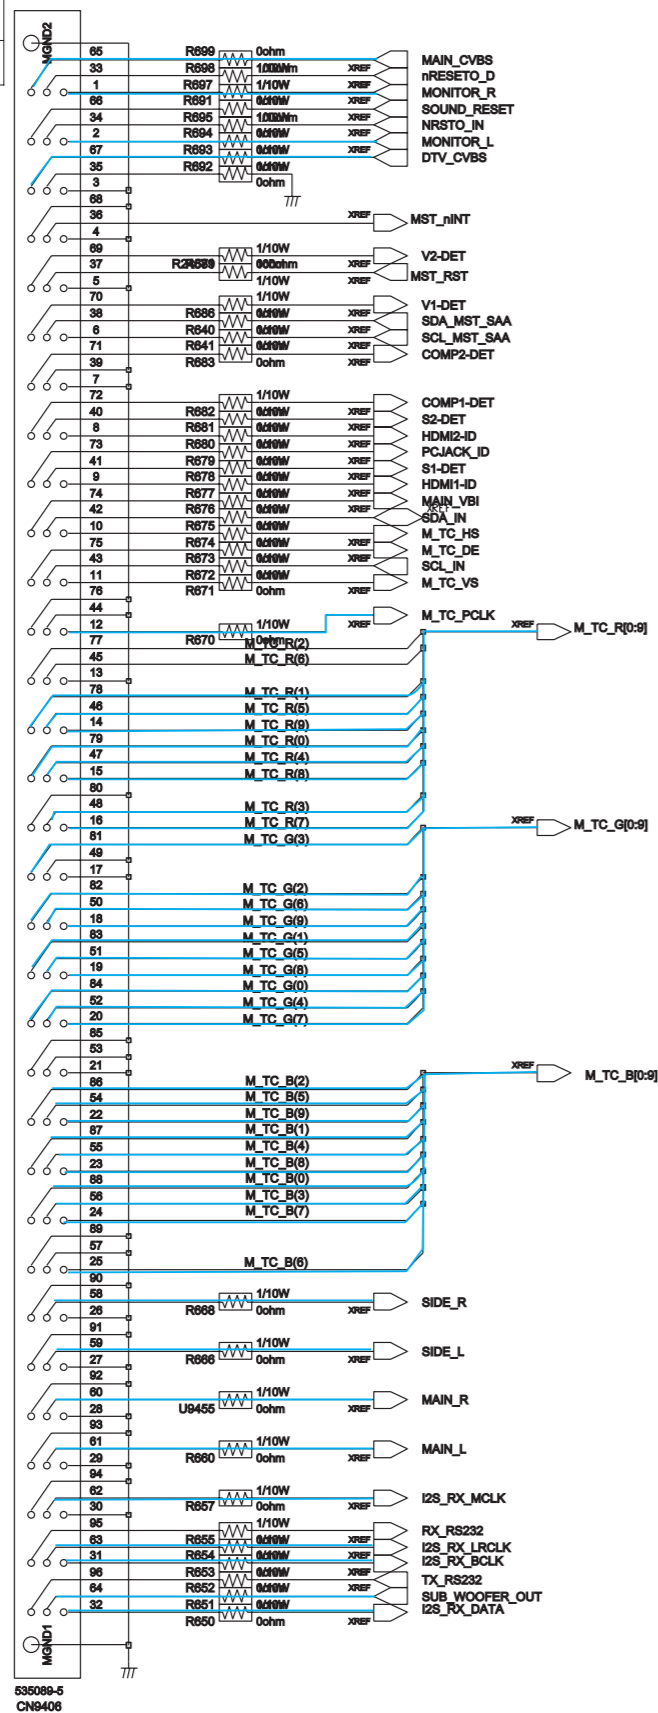 MGND2
65 R699 0ohm MAIN_CVBS
33 R698 XREF nRESETO_D
1 R697 1/10W MONITOR_R
66 R691 XREF SOUND_RESET
34 R695 XREF NRSTO_IN
2 R694 XREF MONITOR_L
67 R693 XREF DTV_CVBS
35 R692
3 0ohm
68
36 XREF MST_nINT
4
69 1/10W V2-DET
37 XREF MST_RST
5 1/10W
70 1/10W V1-DET
38 R686 XREF SDA_MST_SAA
6 R640 XREF SCL_MST_SAA
71 R641 XREF COMP2-DET
39 R683 0ohm
7
72 1/10W COMP1-DET
40 R682 XREF S2-DET
8 R681 XREF HDMI2-ID
73 R680 XREF PCJACK_ID
41 R679 XREF S1-DET
9 R678 XREF HDMI1-ID
74 R677 XREF MAIN_VBI
42 R676 XREF SDA_IN
10 R675 XREF M_TC_HS
75 R674 XREF M_TC_DE
43 R673 XREF SCL_IN
11 R672 XREF M_TC_VS
76 R671 0ohm XREF
44
12 1/10W M_TC_PCLK
77 R670 0ohm XREF
M_TC_R(2)
XREF M_TC_R[0:9]
45 M_TC_R(6)
13
78 M_TC_R(1)
46 M_TC_R(5)
14 M_TC_R(9)
79 M_TC_R(0)
47 M_TC_R(4)
15 M_TC_R(8)
80
48 M_TC_R(3)
16 M_TC_R(7)
XREF M_TC_G[0:9]
81 M_TC_G(3)
49
17
82 M_TC_G(2)
50 M_TC_G(6)
18 M_TC_G(9)
83 M_TC_G(1)
51 M_TC_G(5)
19 M_TC_G(8)
84 M_TC_G(0)
52 M_TC_G(4)
20 M_TC_G(7)
85
53
21
XREF M_TC_B[0:9]
86 M_TC_B(2)
54 M_TC_B(5)
22 M_TC_B(9)
87 M_TC_B(1)
55 M_TC_B(4)
23 M_TC_B(8)
88 M_TC_B(0)
56 M_TC_B(3)
24 M_TC_B(7)
89
57
25 M_TC_B(6)
90
58 1/10W SIDE_R
26 R668 0ohm XREF
91
59 1/10W SIDE_L
27 R666 0ohm XREF
92
60 1/10W MAIN_R
28 U9455 0ohm XREF
93
61 1/10W MAIN_L
29 R660 0ohm XREF
94
62 1/10W I2S_RX_MCLK
30 R657 0ohm XREF
95 1/10W RX_RS232
63 R655 XREF I2S_RX_LRCLK
31 R654 XREF I2S_RX_BCLK
96 R653 XREF TX_RS232
64 R652 XREF SUB_WOOFER_OUT
32 R651 XREF I2S_RX_DATA
R650 0ohm XREF
MGND1
535089-5
CN9406